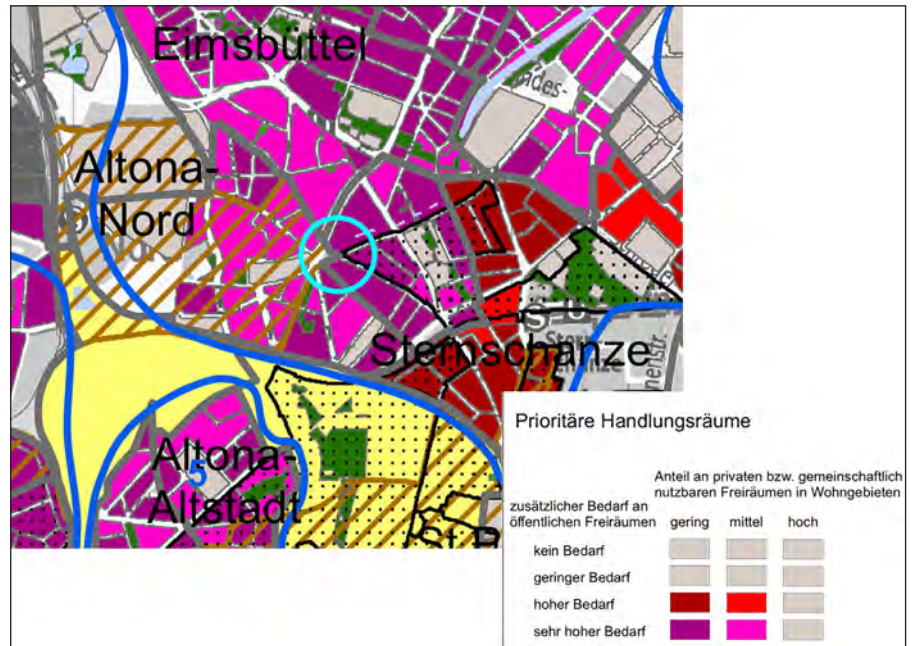 Eimsbüttel
Altona-
Nord
Sternschanze
5
Altona-
Altstadt
Prioritäre Handlungsräume
Anteil an privaten bzw. gemeinschaftlich
nutzbaren Freiräumen in Wohngebieten
zusätzlicher Bedarf an
öffentlichen Freiräumen
gering mittel hoch
kein Bedarf
geringer Bedarf
hoher Bedarf
sehr hoher Bedarf